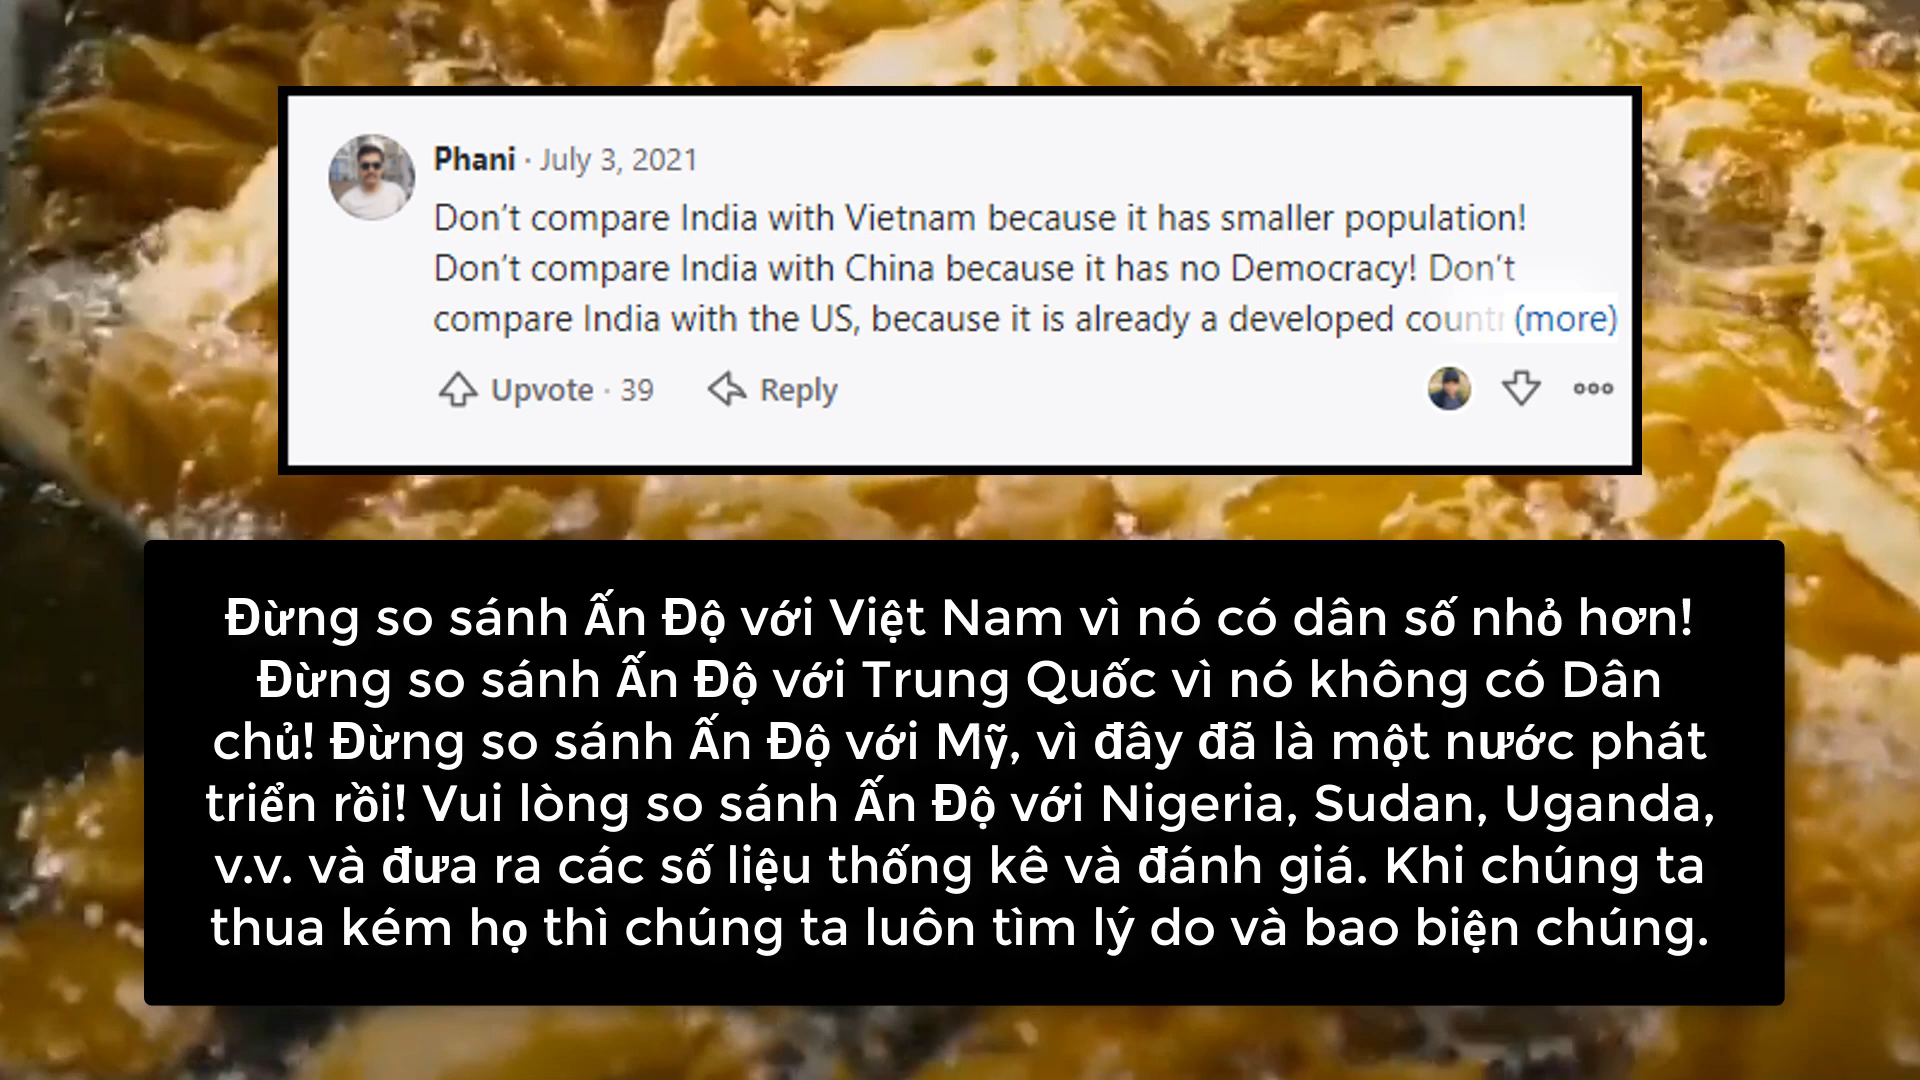 Phani · July 3, 2021
Don’t compare India with Vietnam because it has smaller population!
Don’t compare India with China because it has no Democracy! Don’t
compare India with the US, because it is already a developed countr (more)
Upvote · 39 Reply
Đừng so sánh Ấn Độ với Việt Nam vì nó có dân số nhỏ hơn!
Đừng so sánh Ấn Độ với Trung Quốc vì nó không có Dân
chủ! Đừng so sánh Ấn Độ với Mỹ, vì đây đã là một nước phát
triển rồi! Vui lòng so sánh Ấn Độ với Nigeria, Sudan, Uganda,
v.v. và đưa ra các số liệu thống kê và đánh giá. Khi chúng ta
thua kém họ thì chúng ta luôn tìm lý do và bao biện chúng.